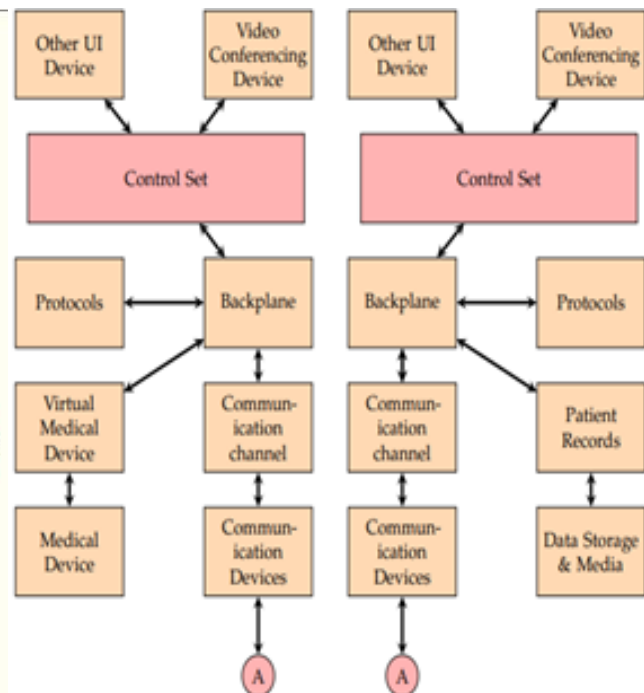 Other UI
Device
Video
Conferencing
Device
Other UI
Device
Video
Conferencing
Device
Control Set
Control Set
Protocols
Backplane
Backplane
Protocols
Virtual
Medical
Device
Commun-
ication
channel
Commun-
ication
channel
Patient
Records
Medical
Device
Commun-
ication
Devices
Commun-
ication
Devices
Data Storage
& Media
A
A